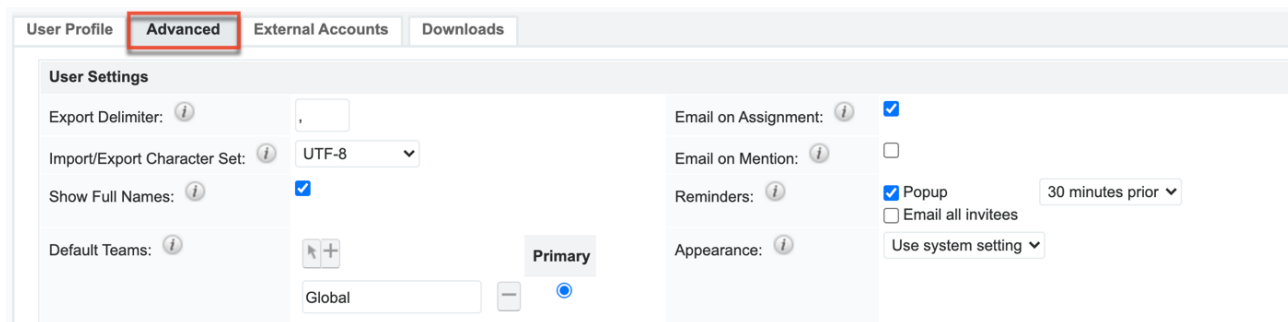 User Profile
Advanced
External Accounts
Downloads
User Settings
Export Delimiter: i
,
Email on Assignment: i
Import/Export Character Set: i
UTF-8
Email on Mention: i
Show Full Names: i
Reminders: i
Popup
30 minutes prior
Email all invitees
Default Teams: i
Primary
Appearance: i
Use system setting
Global